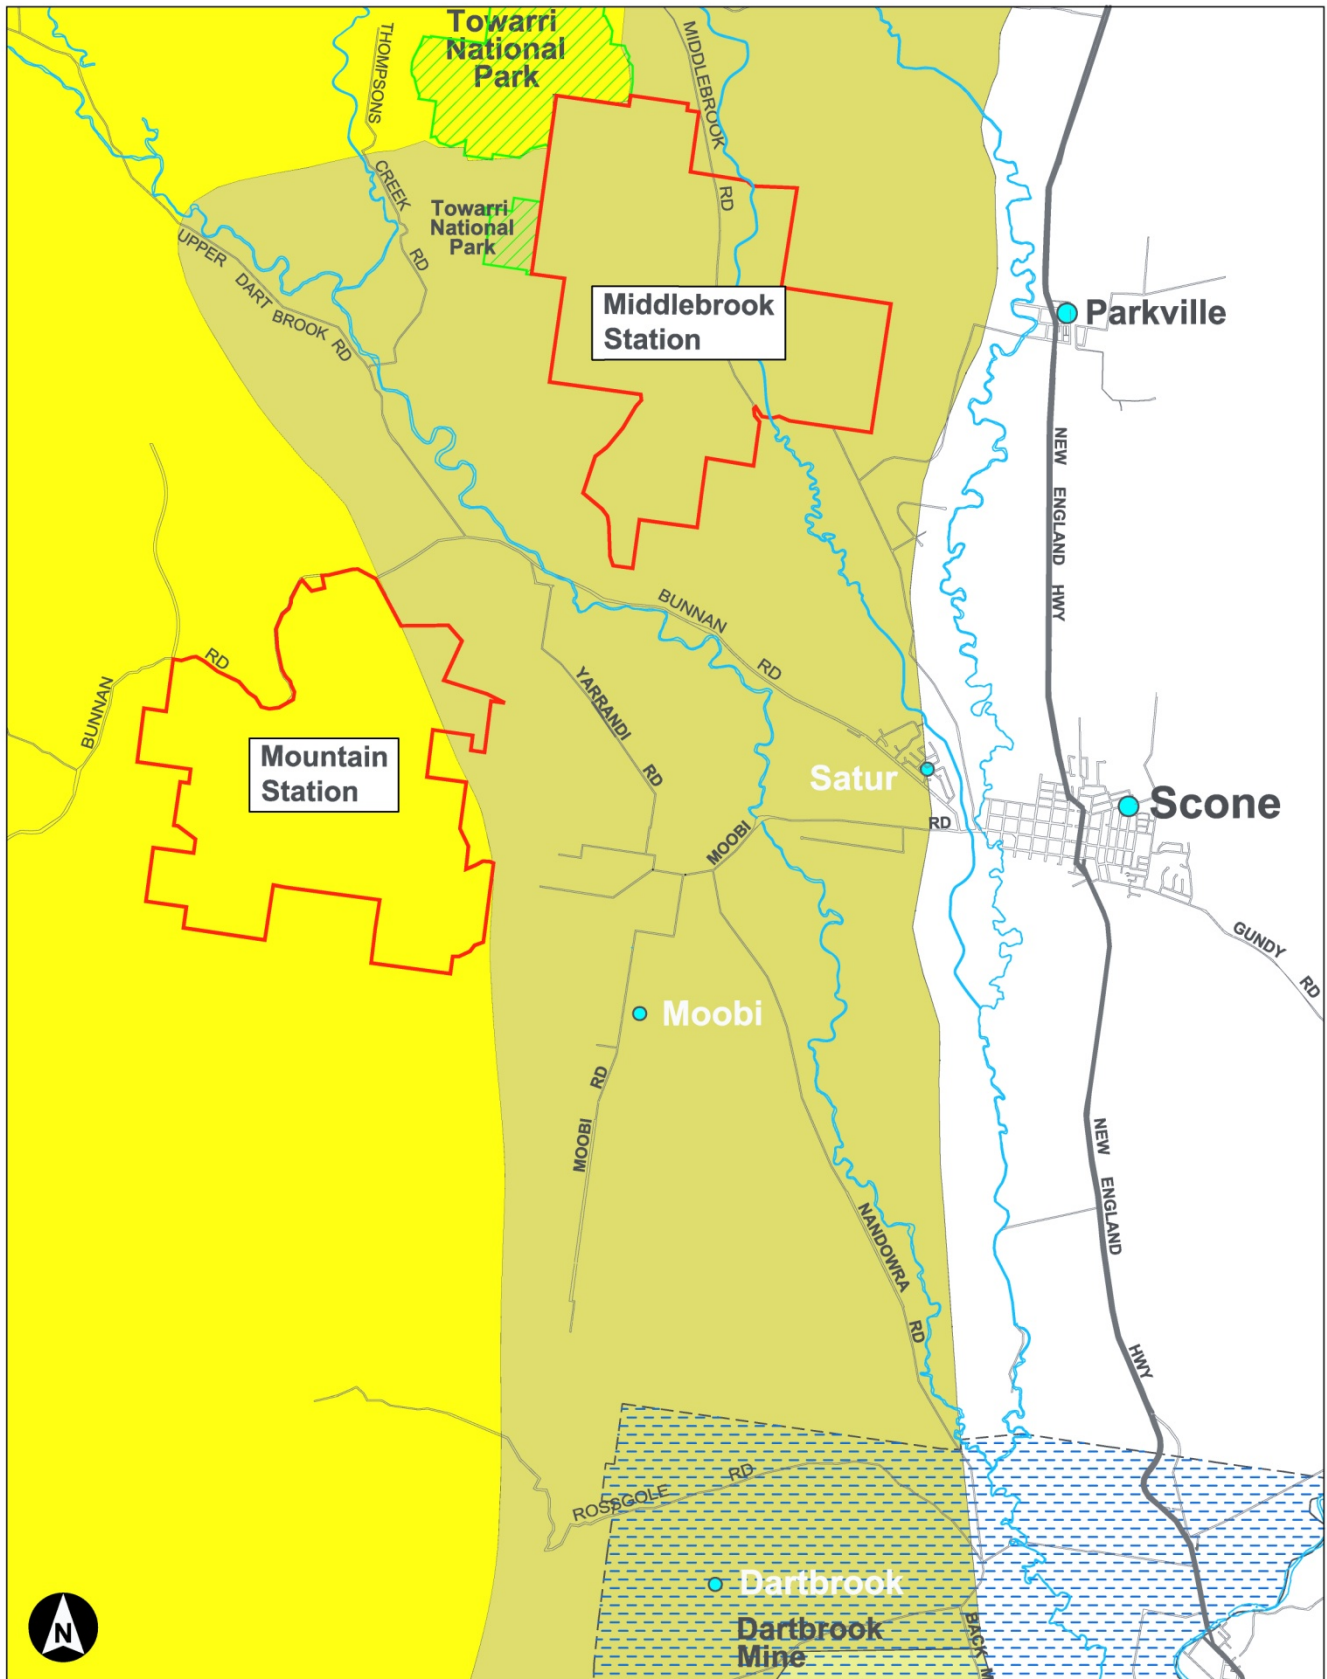 Towarri
National
Park
THOMPSONS
CREEK
RD
MIDDLEBROOK
RD
Towarri
National
Park
UPPER DART BROOK RD
Middlebrook
Station
Parkville
NEW ENGLAND HWY
BUNNAN
RD
BUNNAN
RD
YARRANDI
RD
Mountain
Station
Satur
Scone
MOOBI
RD
GUNDY
RD
Moobi
MOOBI
RD
NANDOWRA
RD
NEW ENGLAND
HWY
ROSSGOLE
RD
Dartbrook
Dartbrook
Mine
BACK
N